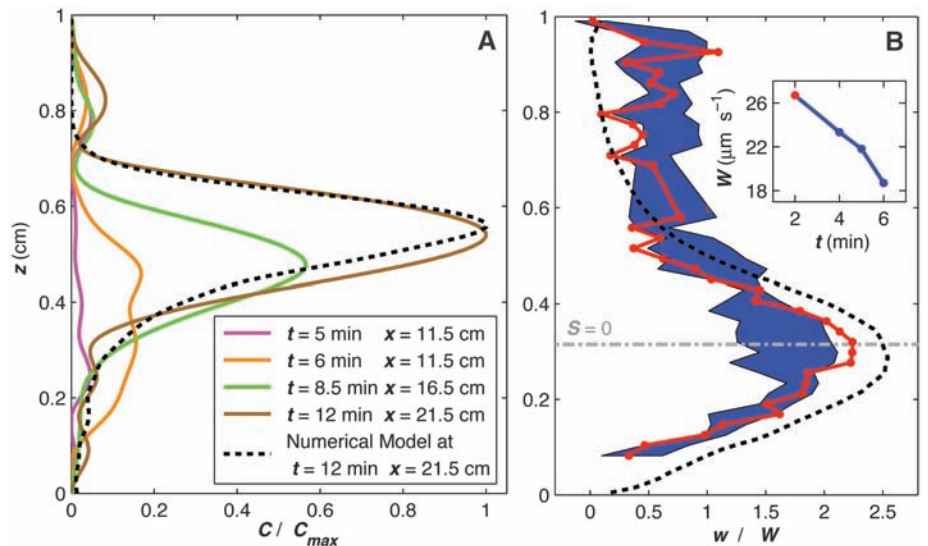 A
1
0.8
0.6
0.4
0.2
0
z (cm)
0
0.2
0.4
0.6
0.8
1
C / C_max
t = 5 min x = 11.5 cm
t = 6 min x = 11.5 cm
t = 8.5 min x = 16.5 cm
t = 12 min x = 21.5 cm
Numerical Model at
t = 12 min x = 21.5 cm
B
1
0.8
0.6
0.4
0.2
0
S = 0
0
0.5
1
1.5
2
2.5
w / W
26
22
18
W (μm s⁻¹)
2
4
6
t (min)